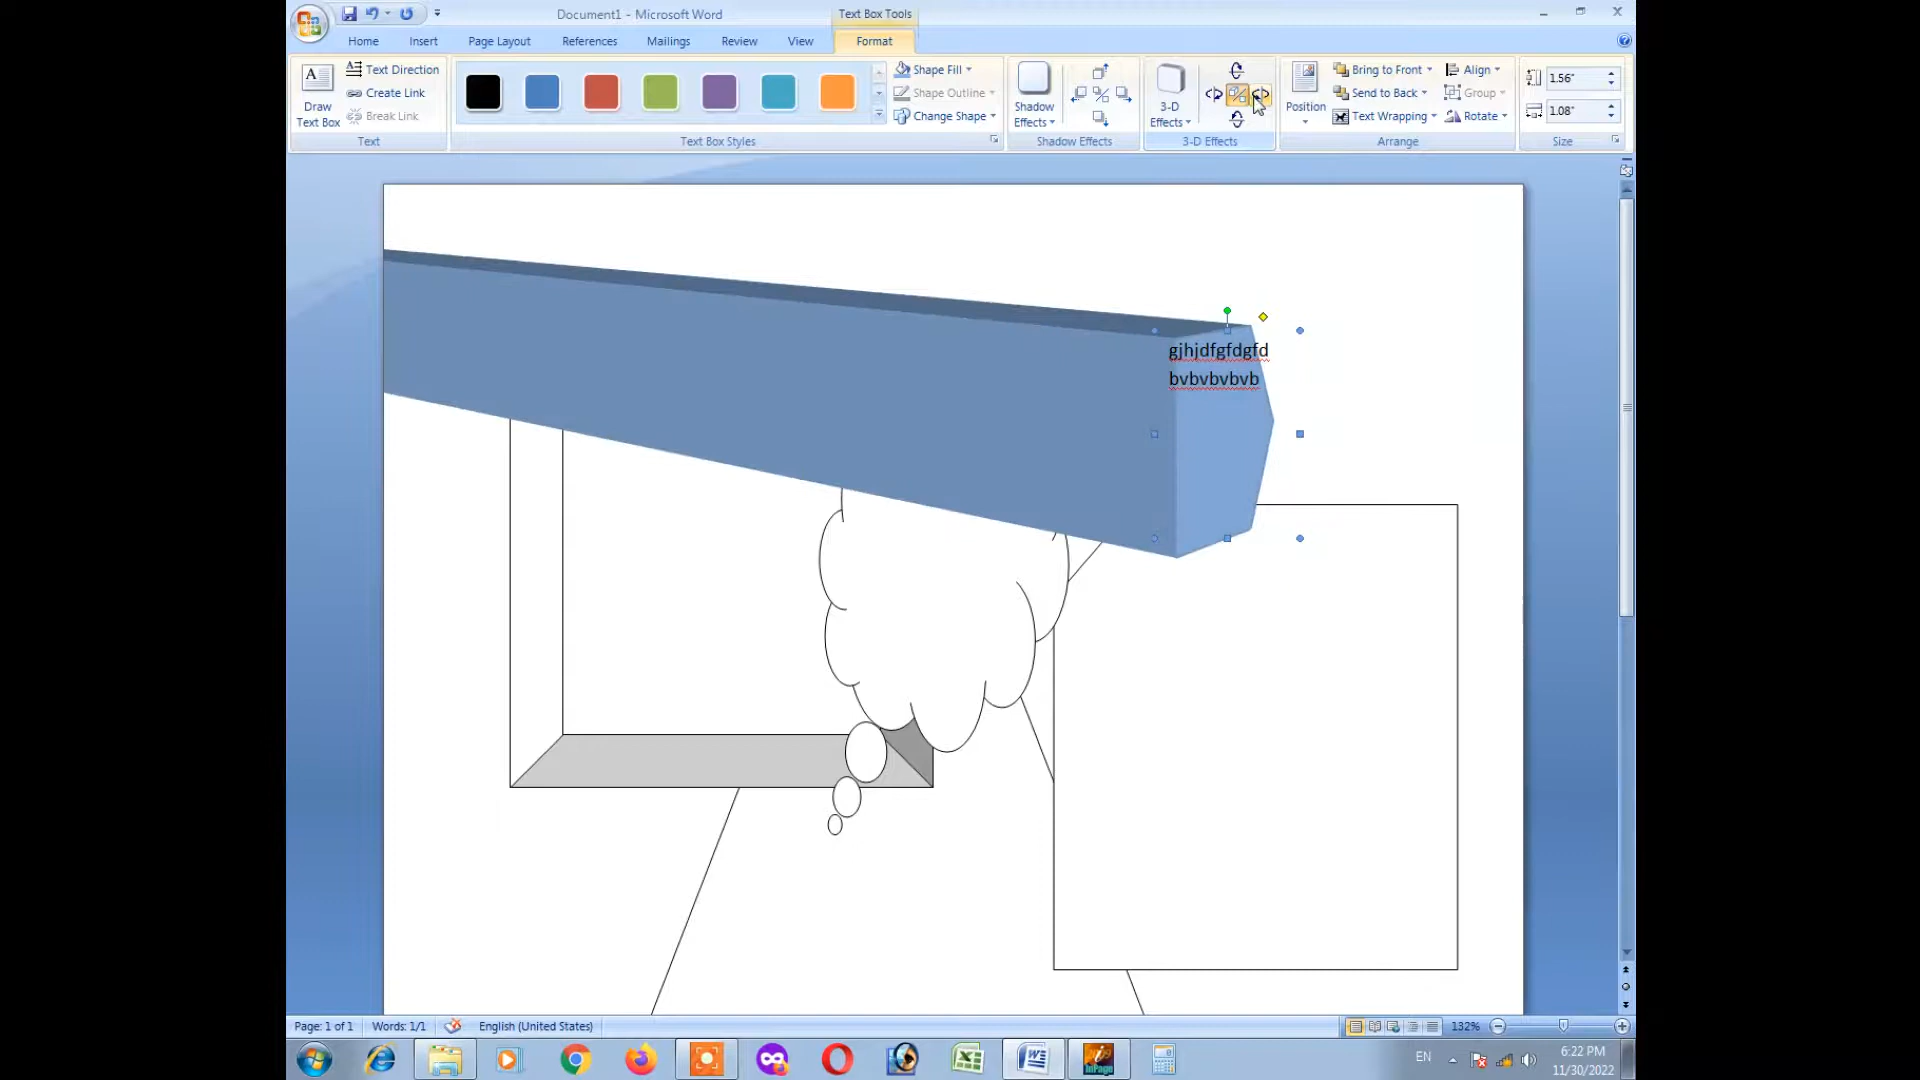 Document1 - Microsoft Word
Text Box Tools
Home Insert Page Layout References Mailings Review View Format
Draw Text Box
Text Direction
Create Link
Break Link
Text
Shape Fill
Shape Outline
Change Shape
Text Box Styles
Shadow Effects
Shadow Effects
3-D Effects
3-D Effects
Position
Bring to Front
Send to Back
Text Wrapping
Align
Group
Rotate
Arrange
1.56"
1.08"
Size
gjhjdfgfdgfd
bvbvbvbvb
Page: 1 of 1 Words: 1/1 English (United States) 132%
EN 6:22 PM
11/30/2022
InPage